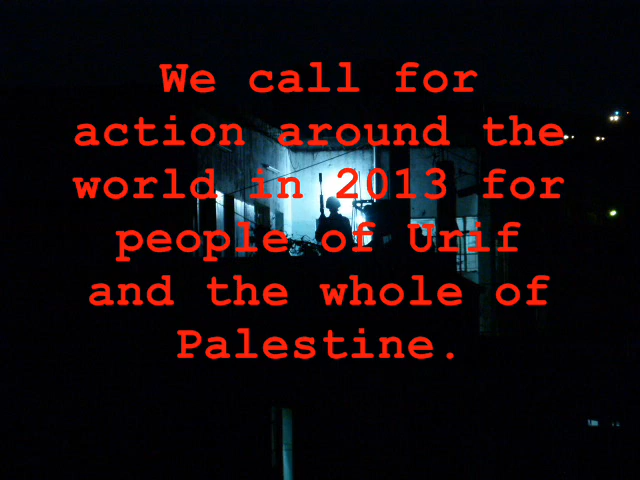 We call for
action around the
world in 2013 for
people of Urif
and the whole of
Palestine.